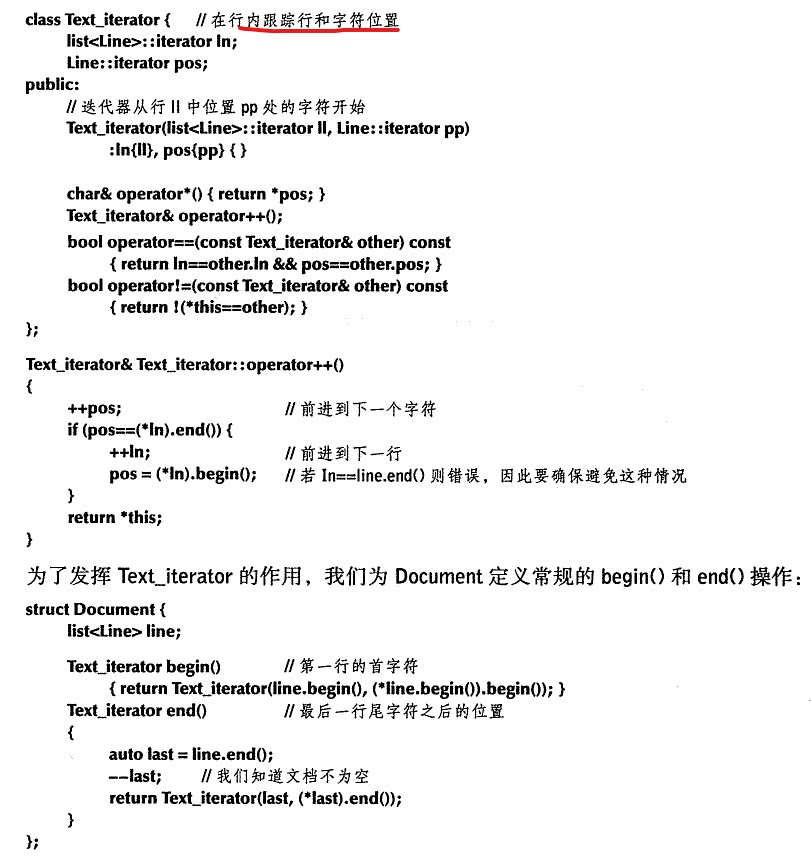 class Text_iterator { // 在行内跟踪行和字符位置
list<Line>::iterator ln;
Line::iterator pos;
public:
// 迭代器从行 ll 中位置 pp 处的字符开始
Text_iterator(list<Line>::iterator ll, Line::iterator pp)
:ln{ll}, pos{pp} { }
char& operator*() { return *pos; }
Text_iterator& operator++();
bool operator==(const Text_iterator& other) const
{ return ln==other.ln && pos==other.pos; }
bool operator!=(const Text_iterator& other) const
{ return !(*this==other); }
};
Text_iterator& Text_iterator::operator++()
{
++pos; // 前进到下一个字符
if (pos==(*ln).end()) {
++ln; // 前进到下一行
pos = (*ln).begin(); // 若 ln==line.end() 则错误，因此要确保避免这种情况
}
return *this;
}
为了发挥 Text_iterator 的作用，我们为 Document 定义常规的 begin() 和 end() 操作：
struct Document {
list<Line> line;
Text_iterator begin() // 第一行的首字符
{ return Text_iterator(line.begin(), (*line.begin()).begin()); }
Text_iterator end() // 最后一行尾字符之后的位置
{
auto last = line.end();
--last; // 我们知道文档不为空
return Text_iterator(last, (*last).end());
}
};